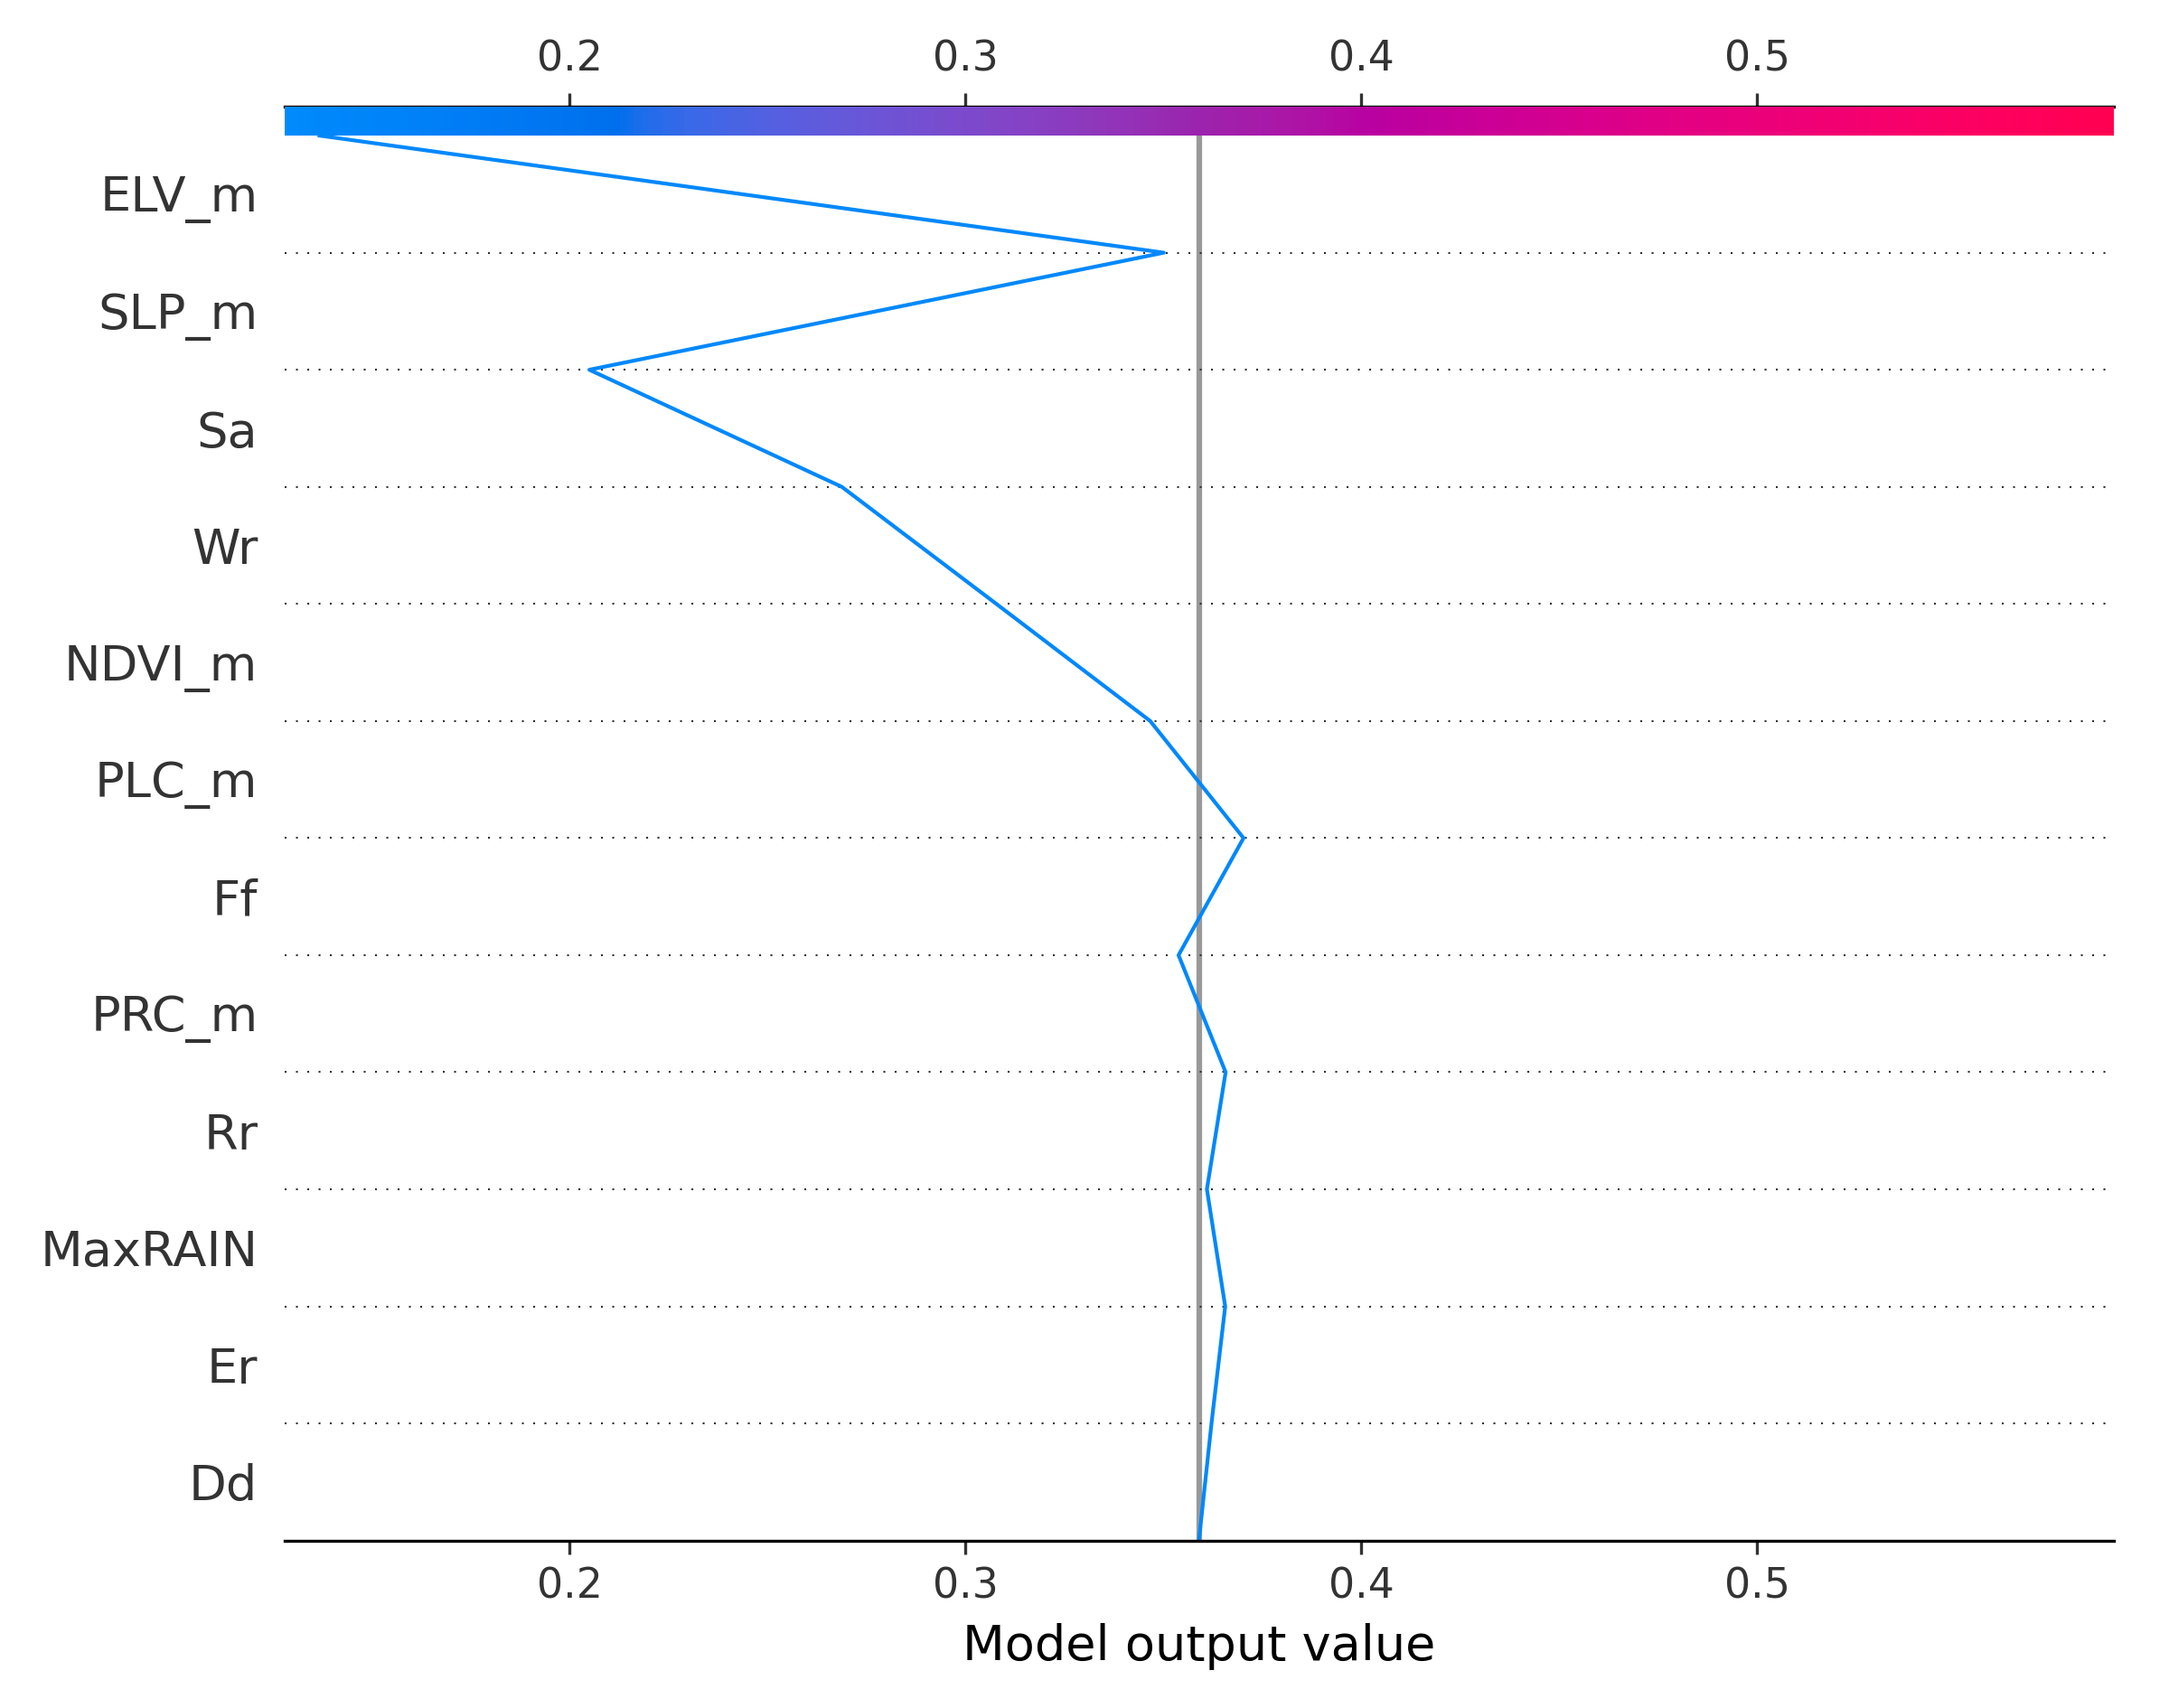 0.2 0.3 0.4 0.5
ELV_m
SLP_m
Sa
Wr
NDVI_m
PLC_m
Ff
PRC_m
Rr
MaxRAIN
Er
Dd
0.2 0.3 0.4 0.5
Model output value